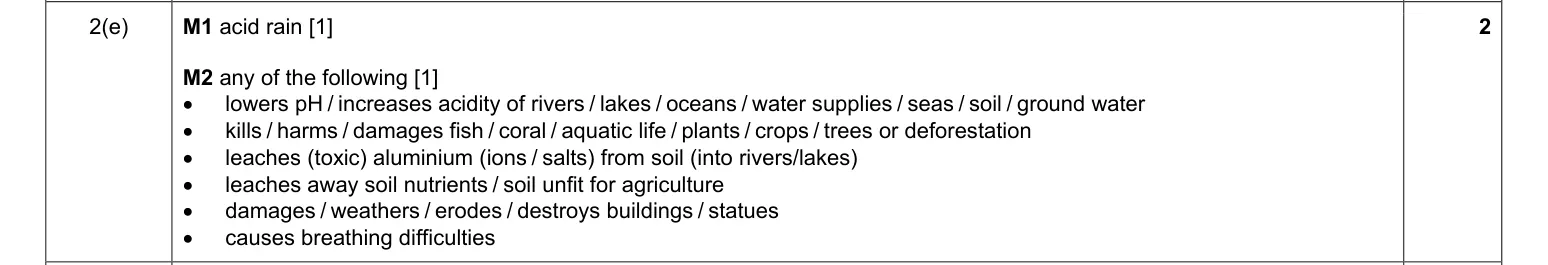 2(e) M1 acid rain [1] 2
M2 any of the following [1]
• lowers pH / increases acidity of rivers / lakes / oceans / water supplies / seas / soil / ground water
• kills / harms / damages fish / coral / aquatic life / plants / crops / trees or deforestation
• leaches (toxic) aluminium (ions / salts) from soil (into rivers/lakes)
• leaches away soil nutrients / soil unfit for agriculture
• damages / weathers / erodes / destroys buildings / statues
• causes breathing difficulties